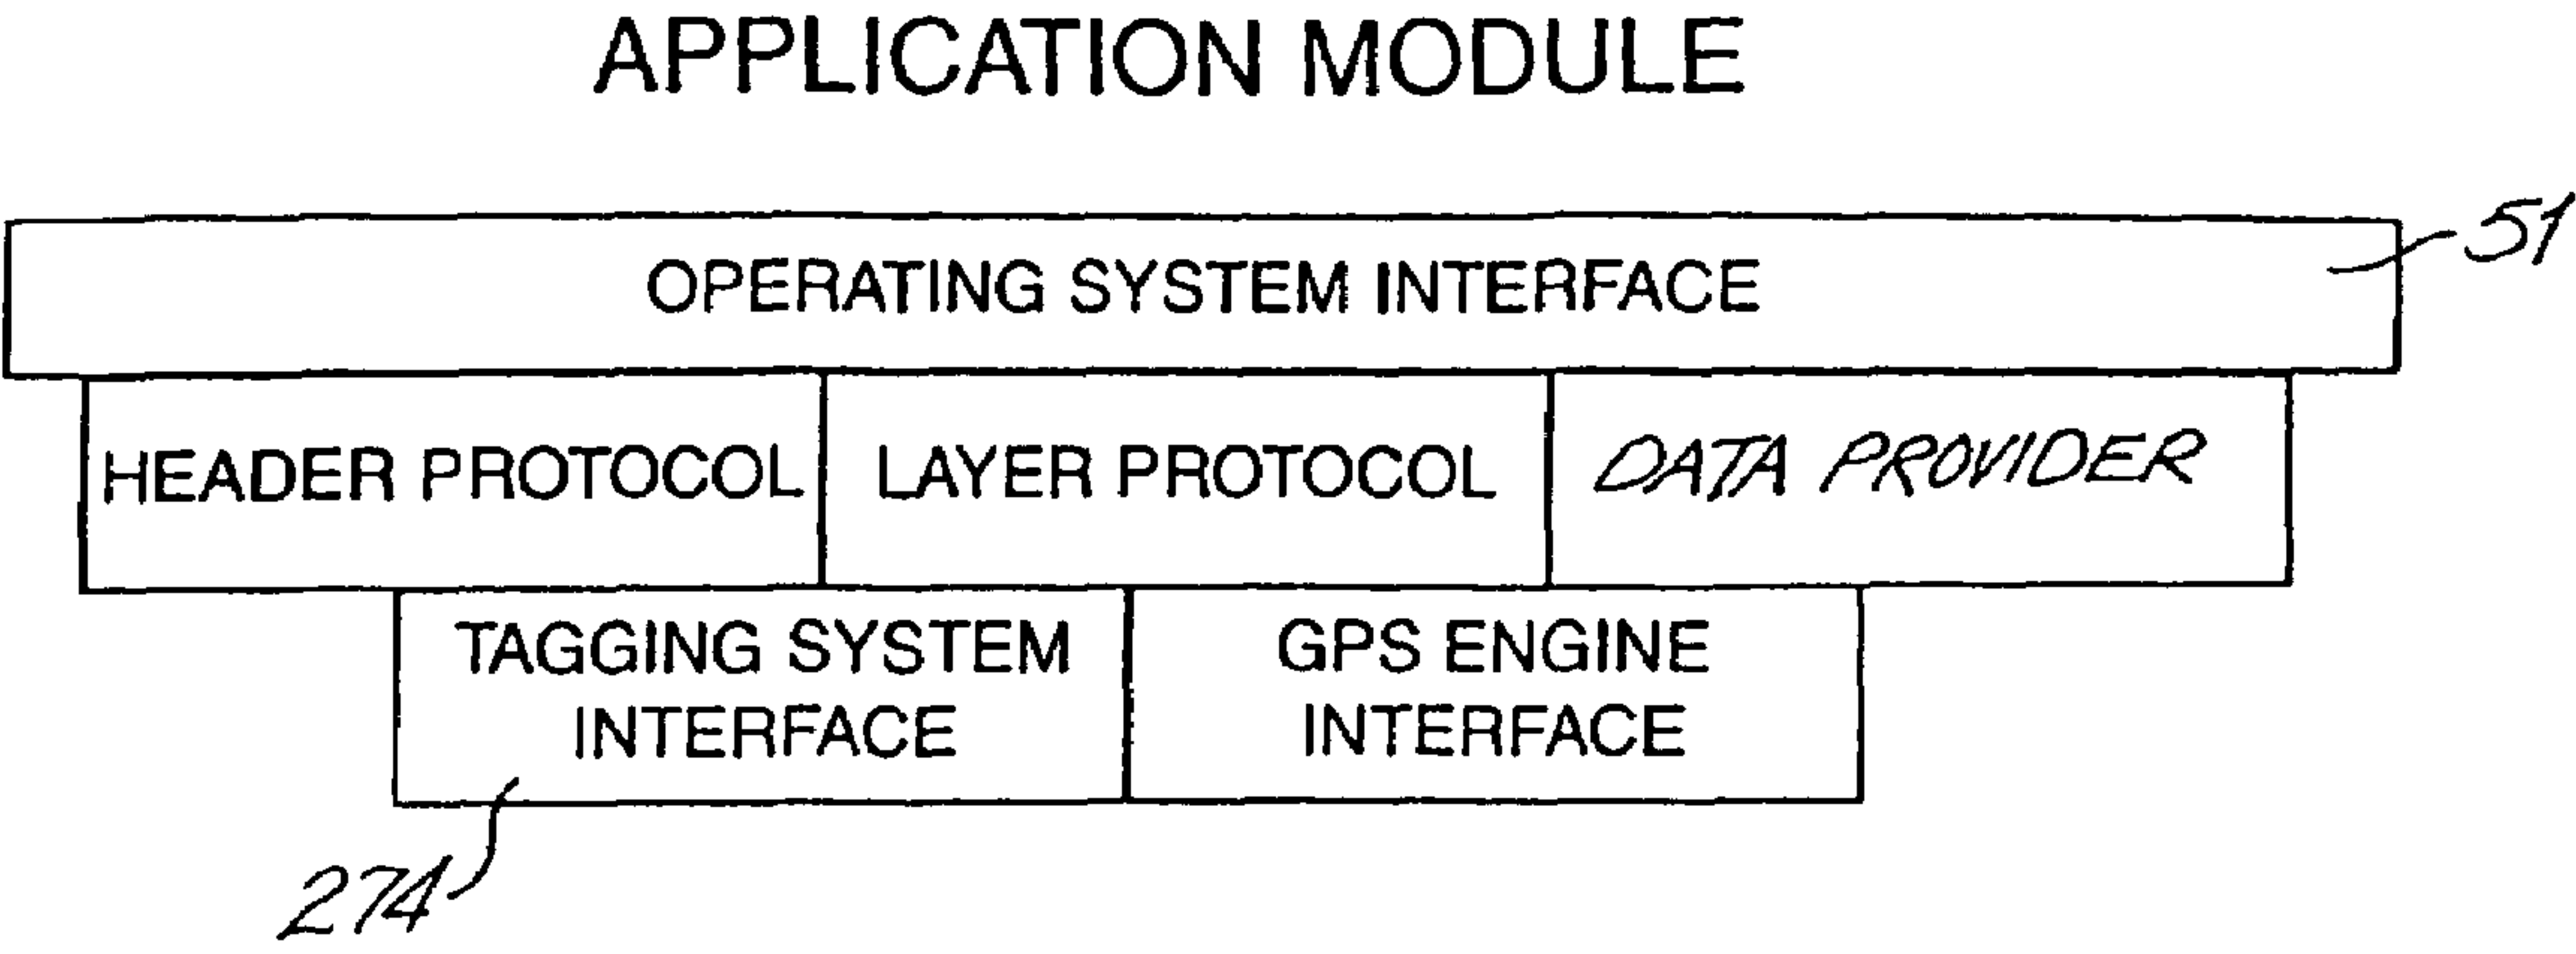 APPLICATION MODULE
OPERATING SYSTEM INTERFACE
51
HEADER PROTOCOL
LAYER PROTOCOL
DATA PROVIDER
TAGGING SYSTEM
INTERFACE
GPS ENGINE
INTERFACE
274